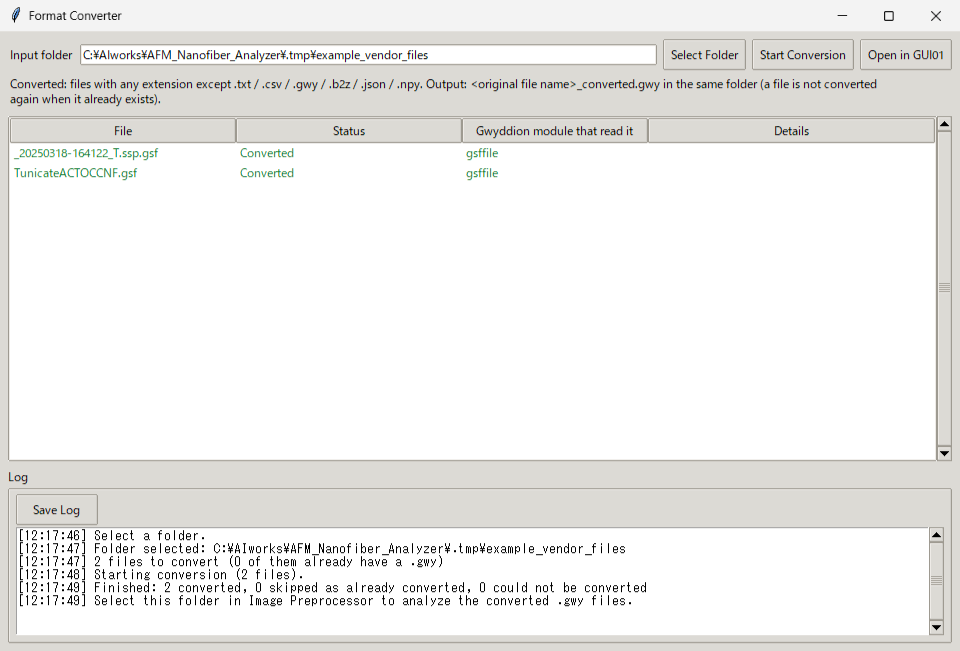 Format Converter
Input folder C:¥AIworks¥AFM_Nanofiber_Analyzer¥.tmp¥example_vendor_files Select Folder Start Conversion Open in GUI01
Converted: files with any extension except .txt / .csv / .gwy / .b2z / .json / .npy. Output: <original file name>_converted.gwy in the same folder (a file is not converted
again when it already exists).
File Status Gwyddion module that read it Details
_20250318-164122_T.ssp.gsf Converted gsffile
TunicateACTOCCNF.gsf Converted gsffile
Log
Save Log
[12:17:46] Select a folder.
[12:17:47] Folder selected: C:¥AIworks¥AFM_Nanofiber_Analyzer¥.tmp¥example_vendor_files
[12:17:47] 2 files to convert (0 of them already have a .gwy)
[12:17:48] Starting conversion (2 files).
[12:17:49] Finished: 2 converted, 0 skipped as already converted, 0 could not be converted
[12:17:49] Select this folder in Image Preprocessor to analyze the converted .gwy files.